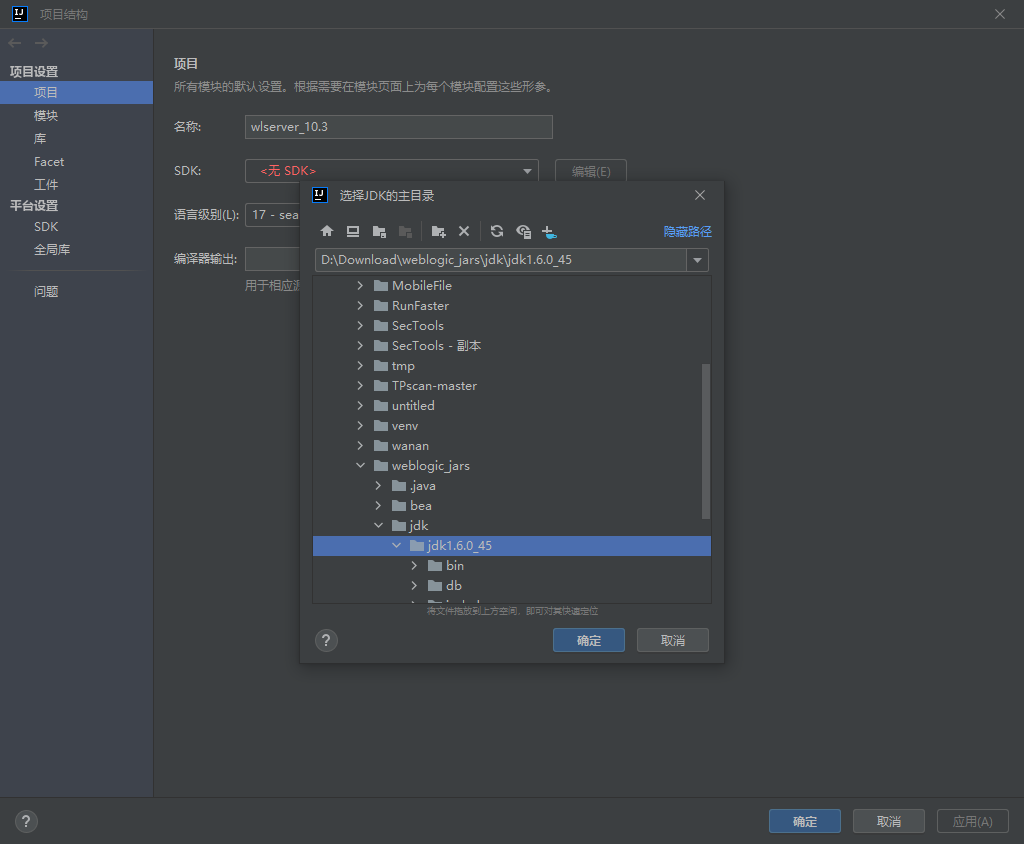 项目结构
项目设置
项目
模块
库
Facet
工件
平台设置
SDK
全局库
问题
项目
所有模块的默认设置。根据需要在模块页面上为每个模块配置这些形参。
名称: wlserver_10.3
SDK: <无 SDK> 编辑(E)
语言级别(L): 17 - sea
编译器输出:
用于相应源
选择JDK的主目录
隐藏路径
D:\Download\weblogic_jars\jdk\jdk1.6.0_45
MobileFile
RunFaster
SecTools
SecTools - 副本
tmp
TPscan-master
untitled
venv
wanan
weblogic_jars
.java
bea
jdk
jdk1.6.0_45
bin
db
将文件拖放到上方空间，即可对其快速定位
? 确定 取消
? 确定 取消 应用(A)